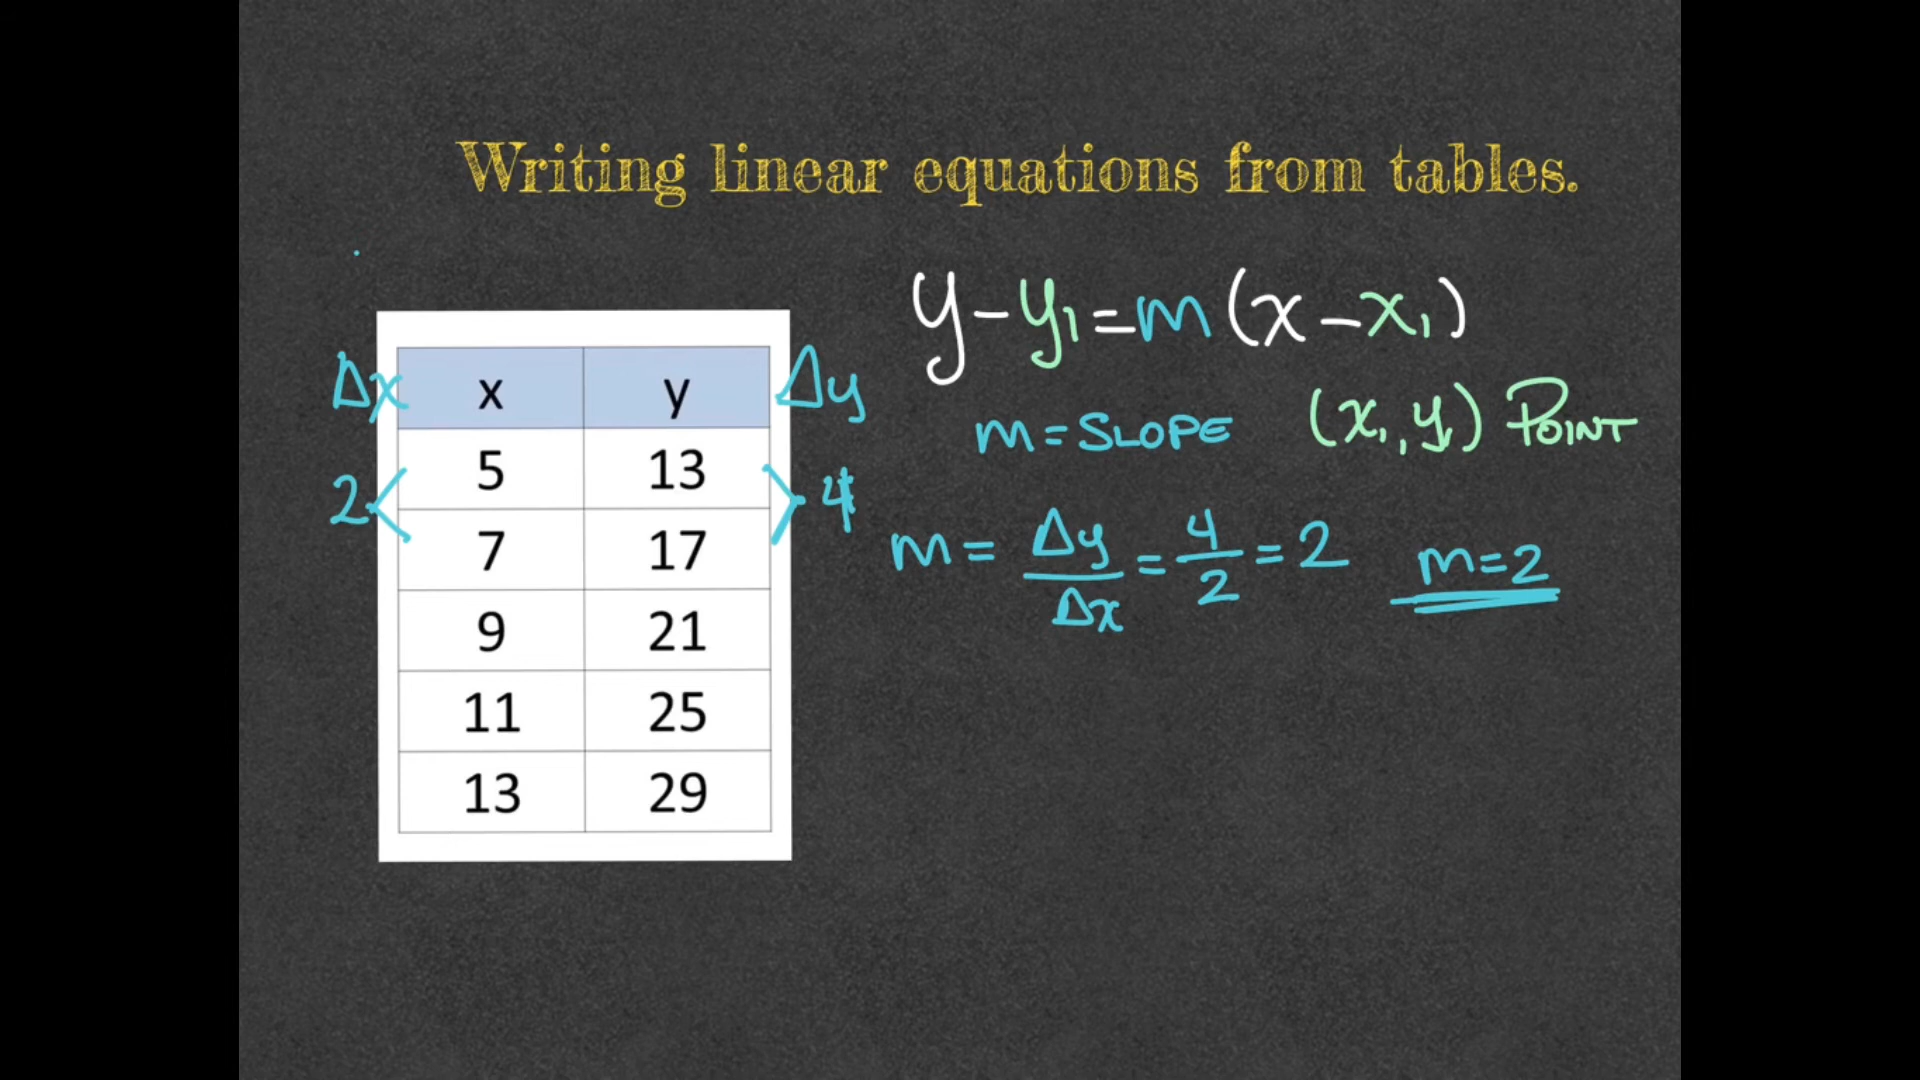 Writing linear equations from tables.
y - y₁ = m (x - x₁)
Δx x y Δy
m = SLOPE (x₁, y₁) POINT
5 13
2 4
7 17
m = Δy/Δx = 4/2 = 2 m = 2
9 21
11 25
13 29